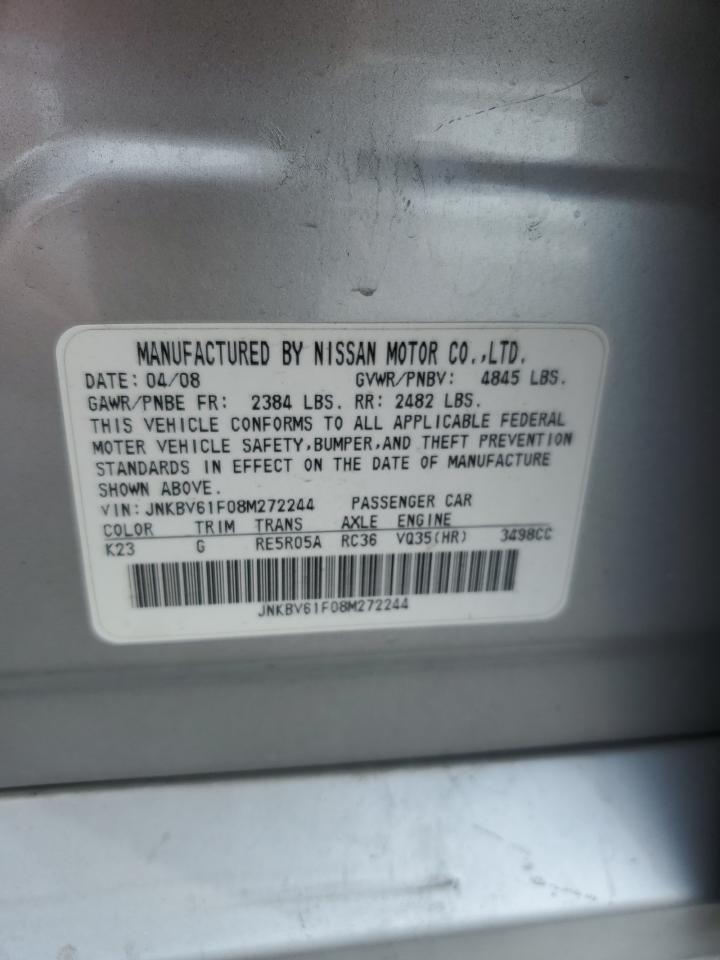 MANUFACTURED BY NISSAN MOTOR CO.,LTD.
DATE: 04/08 GVWR/PNBV: 4845 LBS.
GAWR/PNBE FR: 2384 LBS. RR: 2482 LBS.
THIS VEHICLE CONFORMS TO ALL APPLICABLE FEDERAL
MOTER VEHICLE SAFETY,BUMPER,AND THEFT PREVENTION
STANDARDS IN EFFECT ON THE DATE OF MANUFACTURE
SHOWN ABOVE.
VIN: JNKBV61F08M272244 PASSENGER CAR
COLOR TRIM TRANS AXLE ENGINE
K23 G RE5R05A RC36 VQ35(HR) 3498CC
JNKBV61F08M272244